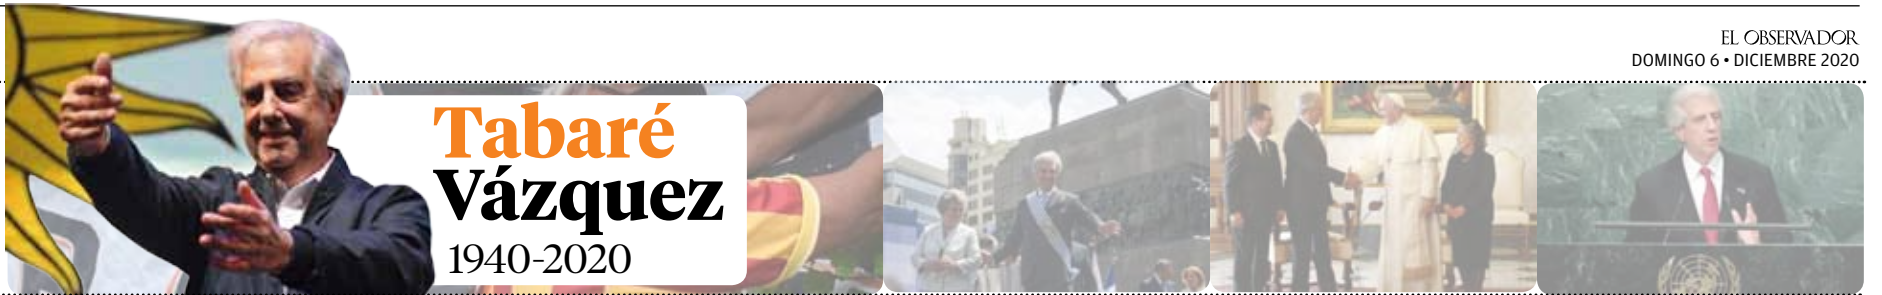 EL OBSERVADOR
DOMINGO 6 • DICIEMBRE 2020
Tabaré
Vázquez
1940-2020